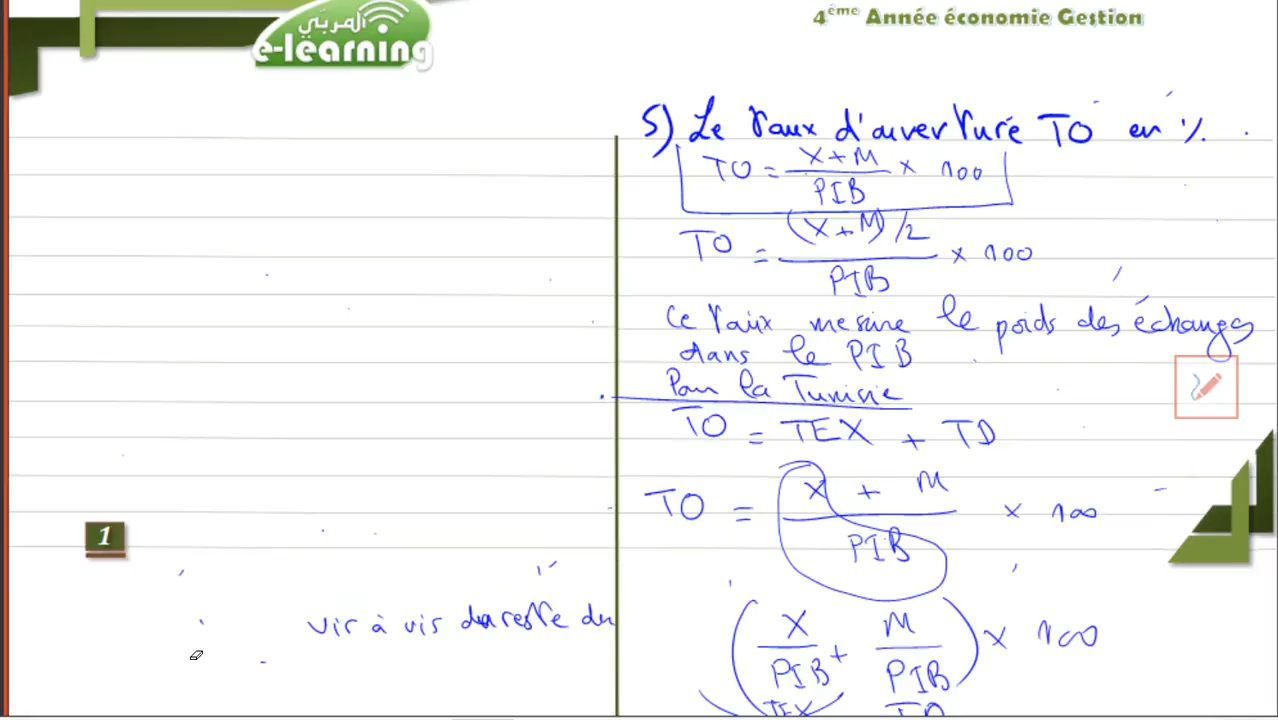 المربي
e-learning
4ème Année économie Gestion
1
vis à vis du reste du
5) Le Taux d'ouverture TO en %.
TO = X+M / PIB × 100
TO = (X+M)/2 / PIB × 100
Ce Taux mesure le poids des échanges
dans le PIB
Pour la Tunisie
TO = TEX + TD
TO = X + M / PIB × 100
(X / PIB + M / PIB) × 100
TEX TD